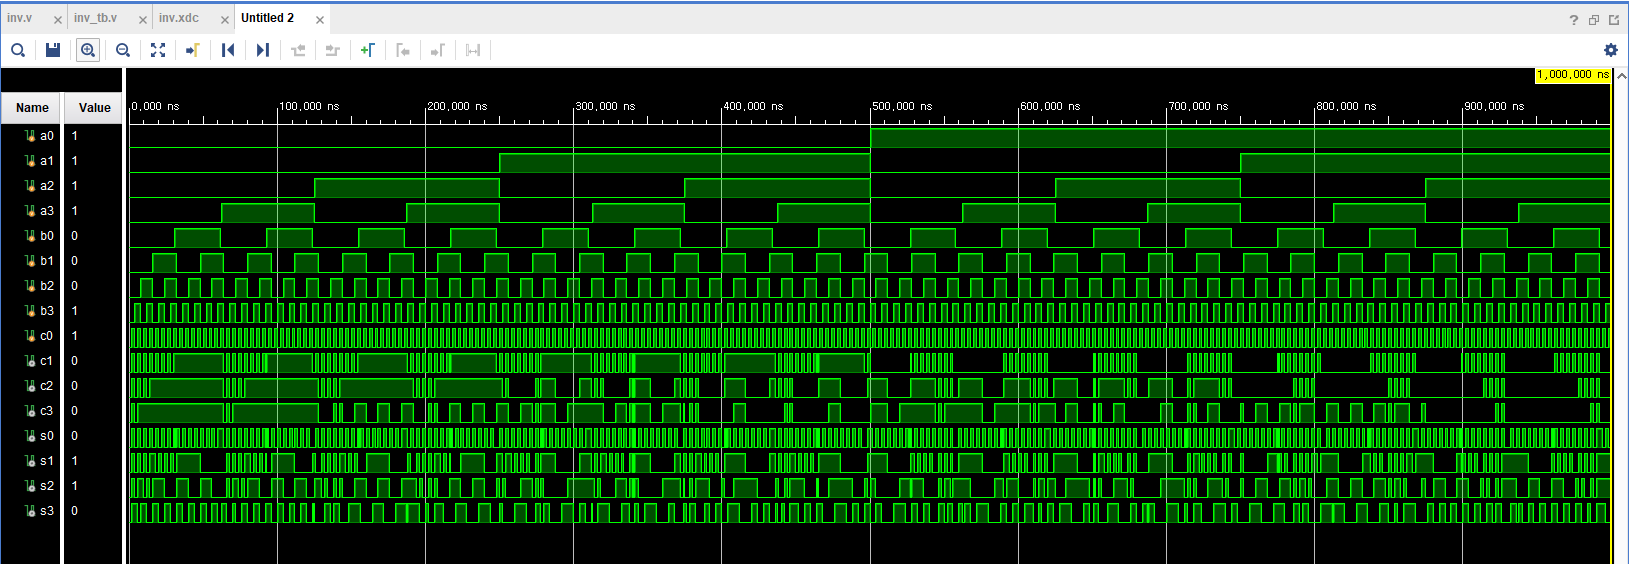 inv.v inv_tb.v inv.xdc Untitled 2
1,000,000 ns
Name Value
0,000 ns 100,000 ns 200,000 ns 300,000 ns 400,000 ns 500,000 ns 600,000 ns 700,000 ns 800,000 ns 900,000 ns
a0 1
a1 1
a2 1
a3 1
b0 0
b1 0
b2 0
b3 1
c0 1
c1 0
c2 0
c3 0
s0 0
s1 1
s2 1
s3 0